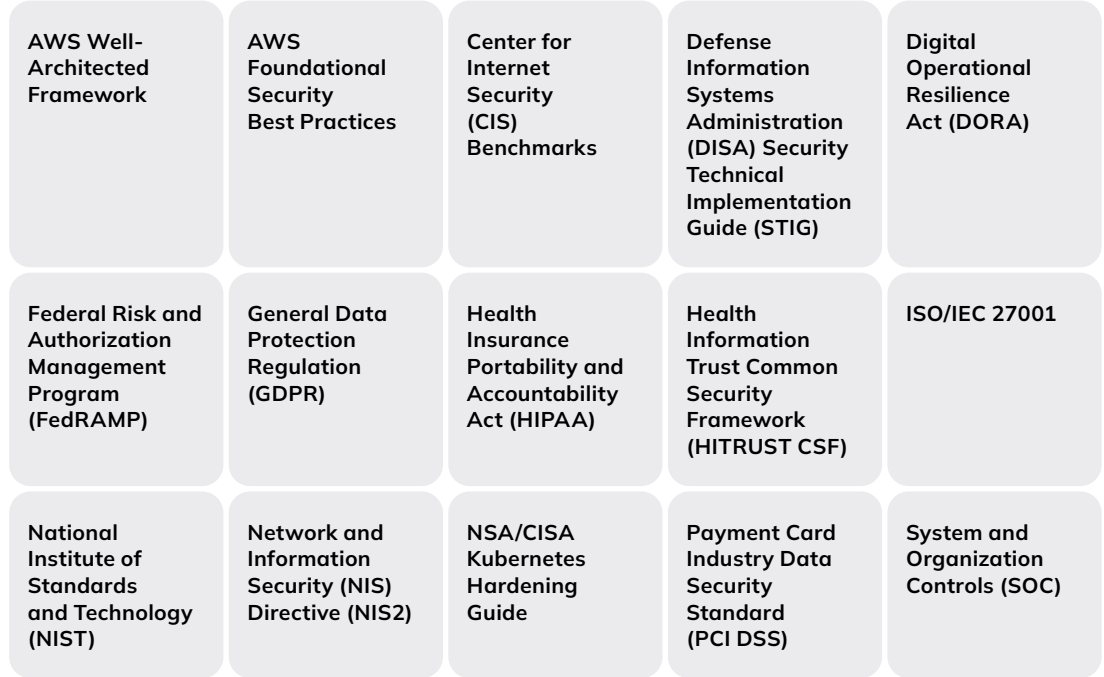 AWS Well-
Architected
Framework
AWS
Foundational
Security
Best Practices
Center for
Internet
Security
(CIS)
Benchmarks
Defense
Information
Systems
Administration
(DISA) Security
Technical
Implementation
Guide (STIG)
Digital
Operational
Resilience
Act (DORA)
Federal Risk and
Authorization
Management
Program
(FedRAMP)
General Data
Protection
Regulation
(GDPR)
Health
Insurance
Portability and
Accountability
Act (HIPAA)
Health
Information
Trust Common
Security
Framework
(HITRUST CSF)
ISO/IEC 27001
National
Institute of
Standards
and Technology
(NIST)
Network and
Information
Security (NIS)
Directive (NIS2)
NSA/CISA
Kubernetes
Hardening
Guide
Payment Card
Industry Data
Security
Standard
(PCI DSS)
System and
Organization
Controls (SOC)